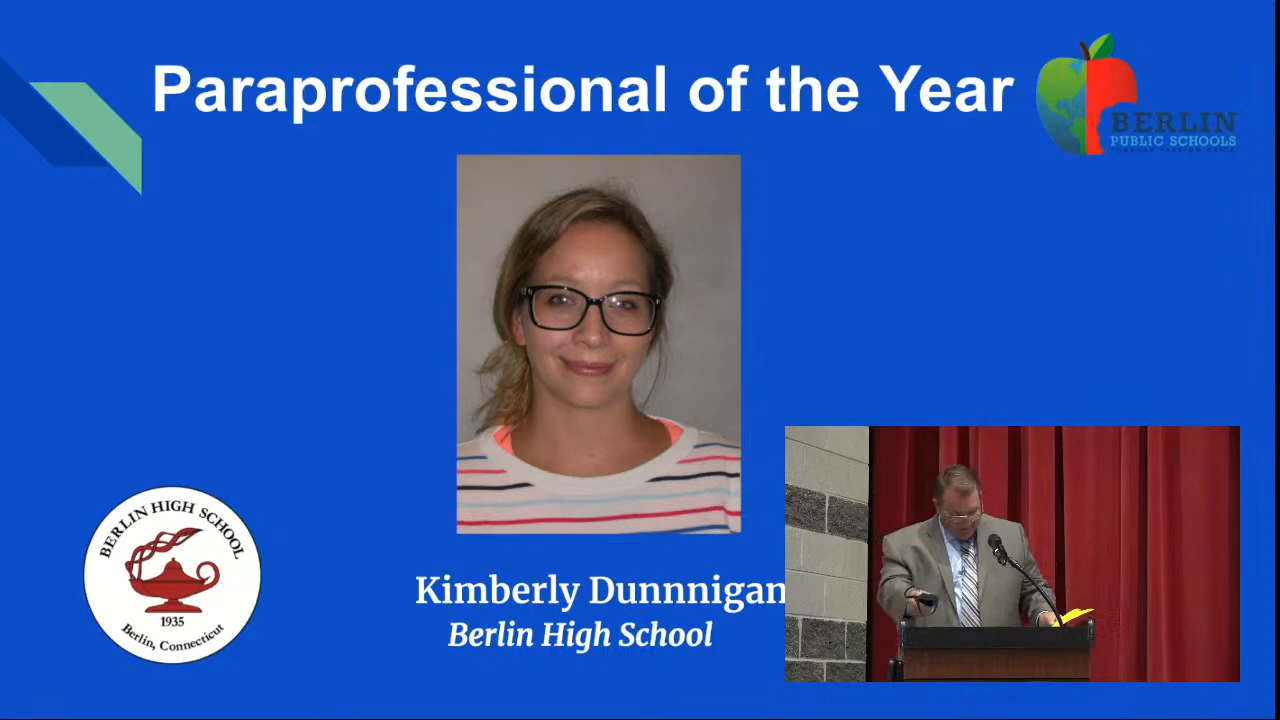 Paraprofessional of the Year
BERLIN
PUBLIC SCHOOLS
Kimberly Dunnnigan
Berlin High School
BERLIN HIGH SCHOOL
1935
Berlin, Connecticut